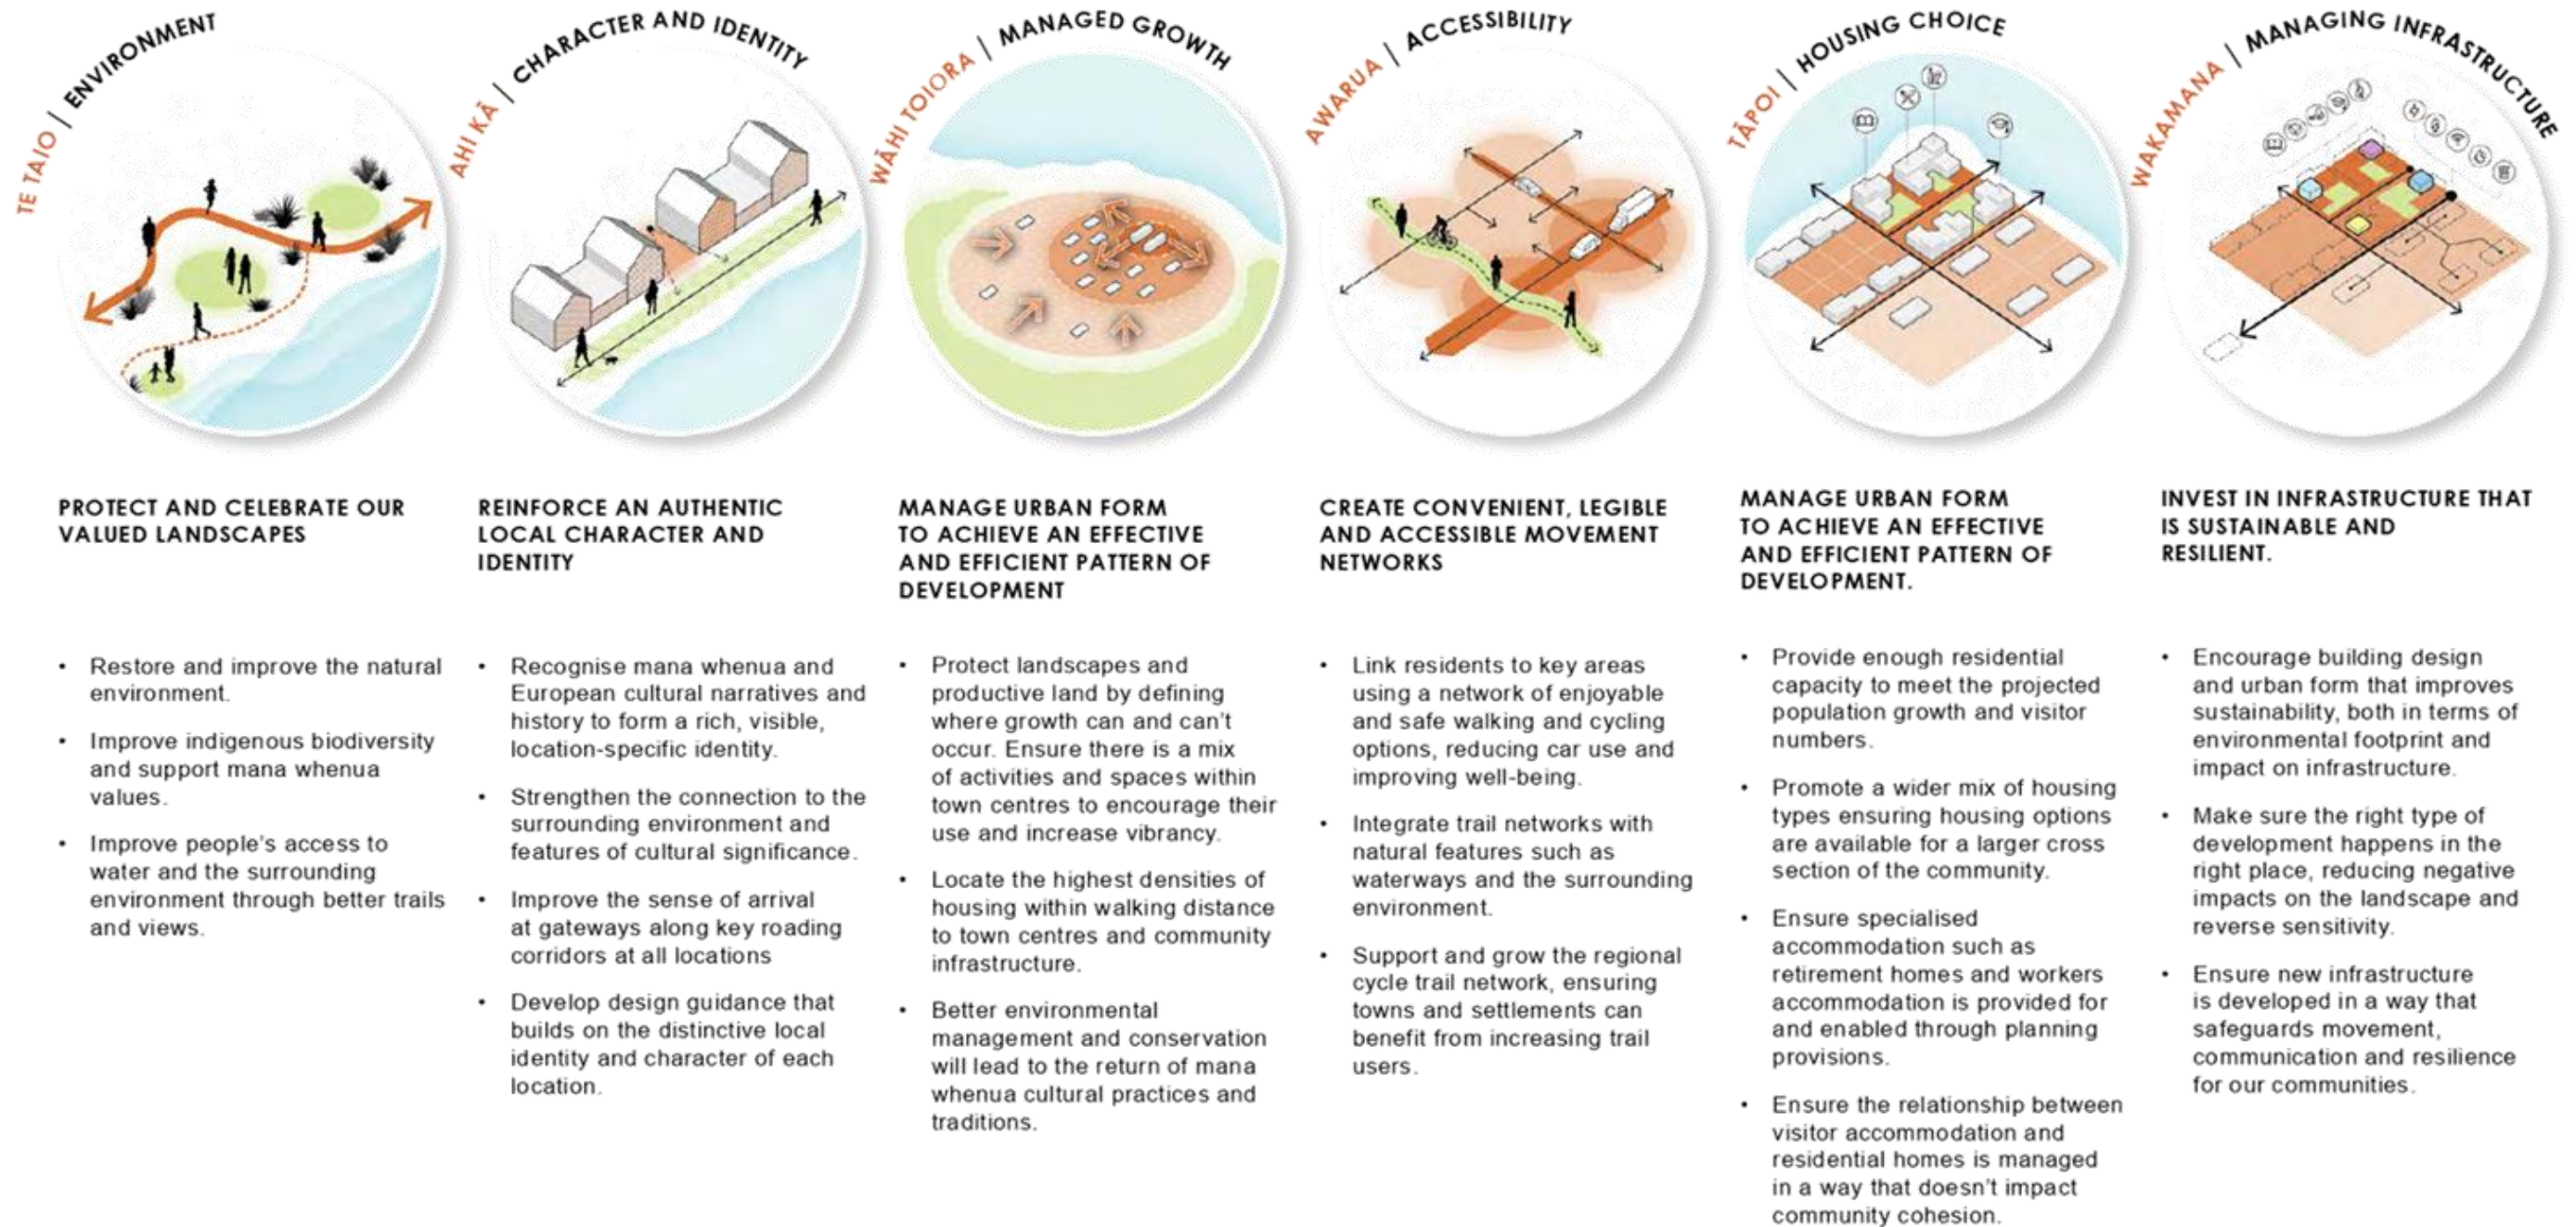 TE TAIO | ENVIRONMENT
PROTECT AND CELEBRATE OUR
VALUED LANDSCAPES
• Restore and improve the natural
environment.
• Improve indigenous biodiversity
and support mana whenua
values.
• Improve people's access to
water and the surrounding
environment through better trails
and views.
AHI KĀ | CHARACTER AND IDENTITY
REINFORCE AN AUTHENTIC
LOCAL CHARACTER AND
IDENTITY
• Recognise mana whenua and
European cultural narratives and
history to form a rich, visible,
location-specific identity.
• Strengthen the connection to the
surrounding environment and
features of cultural significance.
• Improve the sense of arrival
at gateways along key roading
corridors at all locations
• Develop design guidance that
builds on the distinctive local
identity and character of each
location.
WĀHI TOIORA | MANAGED GROWTH
MANAGE URBAN FORM
TO ACHIEVE AN EFFECTIVE
AND EFFICIENT PATTERN OF
DEVELOPMENT
• Protect landscapes and
productive land by defining
where growth can and can't
occur. Ensure there is a mix
of activities and spaces within
town centres to encourage their
use and increase vibrancy.
• Locate the highest densities of
housing within walking distance
to town centres and community
infrastructure.
• Better environmental
management and conservation
will lead to the return of mana
whenua cultural practices and
traditions.
AWARUA | ACCESSIBILITY
CREATE CONVENIENT, LEGIBLE
AND ACCESSIBLE MOVEMENT
NETWORKS
• Link residents to key areas
using a network of enjoyable
and safe walking and cycling
options, reducing car use and
improving well-being.
• Integrate trail networks with
natural features such as
waterways and the surrounding
environment.
• Support and grow the regional
cycle trail network, ensuring
towns and settlements can
benefit from increasing trail
users.
TĀPOI | HOUSING CHOICE
MANAGE URBAN FORM
TO ACHIEVE AN EFFECTIVE
AND EFFICIENT PATTERN OF
DEVELOPMENT.
• Provide enough residential
capacity to meet the projected
population growth and visitor
numbers.
• Promote a wider mix of housing
types ensuring housing options
are available for a larger cross
section of the community.
• Ensure specialised
accommodation such as
retirement homes and workers
accommodation is provided for
and enabled through planning
provisions.
• Ensure the relationship between
visitor accommodation and
residential homes is managed
in a way that doesn't impact
community cohesion.
WAKAMANA | MANAGING INFRASTRUCTURE
INVEST IN INFRASTRUCTURE THAT
IS SUSTAINABLE AND
RESILIENT.
• Encourage building design
and urban form that improves
sustainability, both in terms of
environmental footprint and
impact on infrastructure.
• Make sure the right type of
development happens in the
right place, reducing negative
impacts on the landscape and
reverse sensitivity.
• Ensure new infrastructure
is developed in a way that
safeguards movement,
communication and resilience
for our communities.